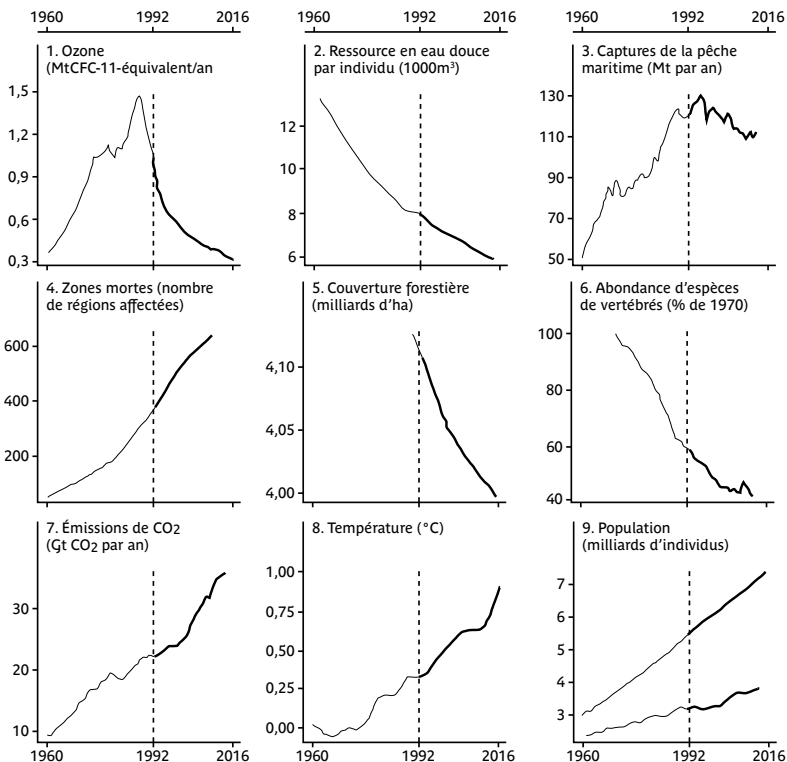 1960 1992 2016
1960 1992 2016
1960 1992 2016
1. Ozone
(MtCFC-11-équivalent/an
1,5
1,2
0,9
0,6
0,3
2. Ressource en eau douce
par individu (1000m³)
12
10
8
6
3. Captures de la pêche
maritime (Mt par an)
130
110
90
70
50
4. Zones mortes (nombre
de régions affectées)
600
400
200
5. Couverture forestière
(milliards d’ha)
4,10
4,05
4,00
6. Abondance d’espèces
de vertébrés (% de 1970)
100
80
60
40
7. Émissions de CO2
(Gt CO2 par an)
30
20
10
1960 1992 2016
8. Température (°C)
1,00
0,75
0,50
0,25
0,00
1960 1992 2016
9. Population
(milliards d’individus)
7
6
5
4
3
1960 1992 2016